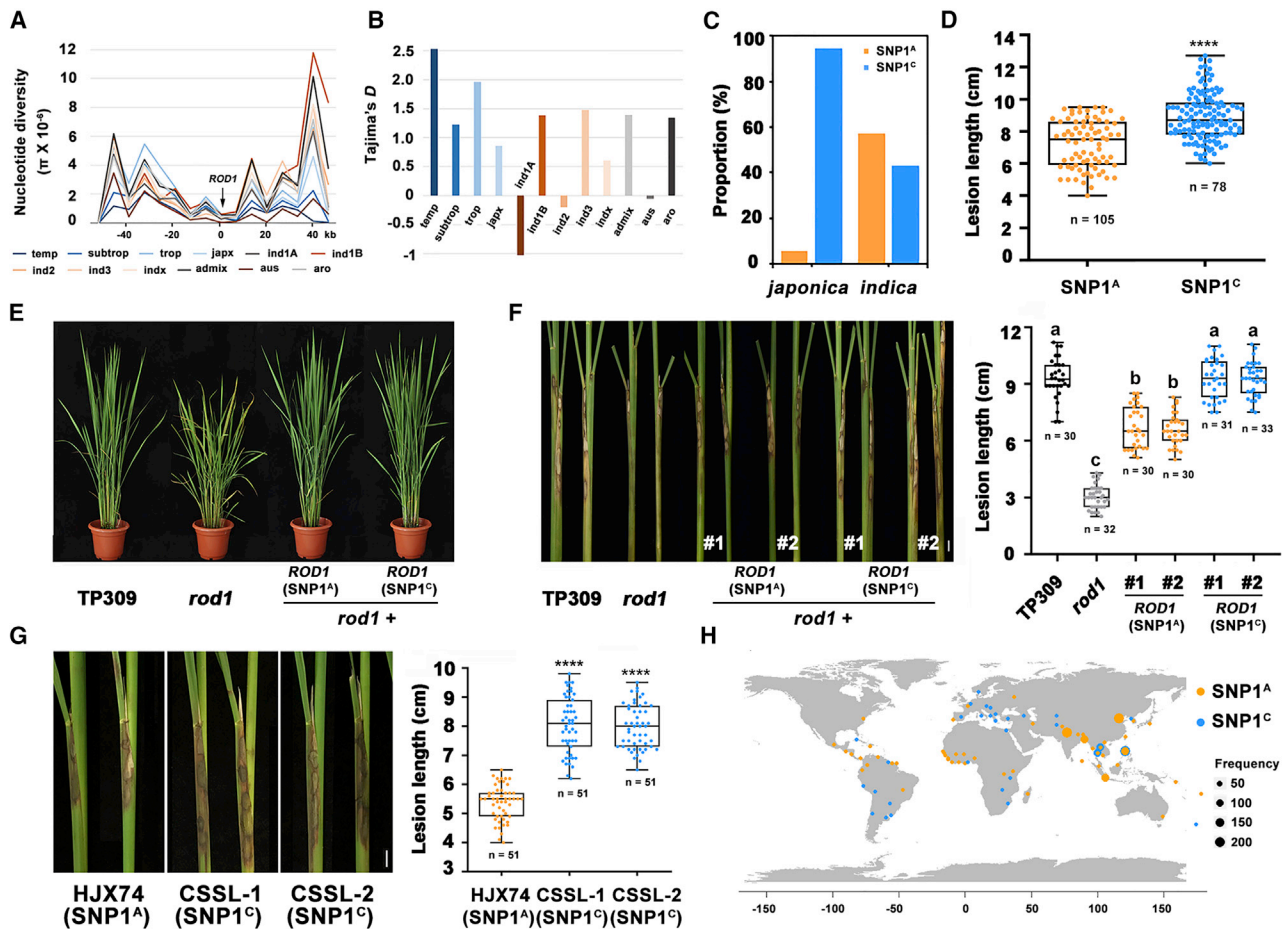 A
Nucleotide diversity
(π X 10⁻⁶)
12
10
8
6
4
2
0
ROD1
-40
-20
0
20
40
kb
temp
subtrop
trop
japx
ind1A
ind1B
ind2
ind3
indx
admix
aus
aro
B
Tajima's D
2.5
2.0
1.5
1.0
0.5
0
-0.5
-1
temp
subtrop
trop
japx
ind1A
ind1B
ind2
ind3
indx
admix
aus
aro
C
Proportion (%)
100
80
60
40
20
0
SNP1ᴬ
SNP1ᶜ
japonica
indica
D
Lesion length (cm)
14
12
10
8
6
4
2
0
****
n = 105
n = 78
SNP1ᴬ
SNP1ᶜ
E
TP309
rod1
ROD1
(SNP1ᴬ)
ROD1
(SNP1ᶜ)
rod1 +
F
#1
#2
#1
#2
TP309
rod1
ROD1
(SNP1ᴬ)
ROD1
(SNP1ᶜ)
rod1 +
Lesion length (cm)
12
9
6
3
0
a
c
b
b
a
a
n = 30
n = 32
n = 30
n = 30
n = 31
n = 33
TP309
rod1
#1
#2
#1
#2
ROD1
(SNP1ᴬ)
ROD1
(SNP1ᶜ)
G
HJX74
(SNP1ᴬ)
CSSL-1
(SNP1ᶜ)
CSSL-2
(SNP1ᶜ)
Lesion length (cm)
10
9
8
7
6
5
4
3
****
****
n = 51
n = 51
n = 51
HJX74
(SNP1ᴬ)
CSSL-1
(SNP1ᶜ)
CSSL-2
(SNP1ᶜ)
H
SNP1ᴬ
SNP1ᶜ
Frequency
50
100
150
200
-150
-100
-50
0
50
100
150